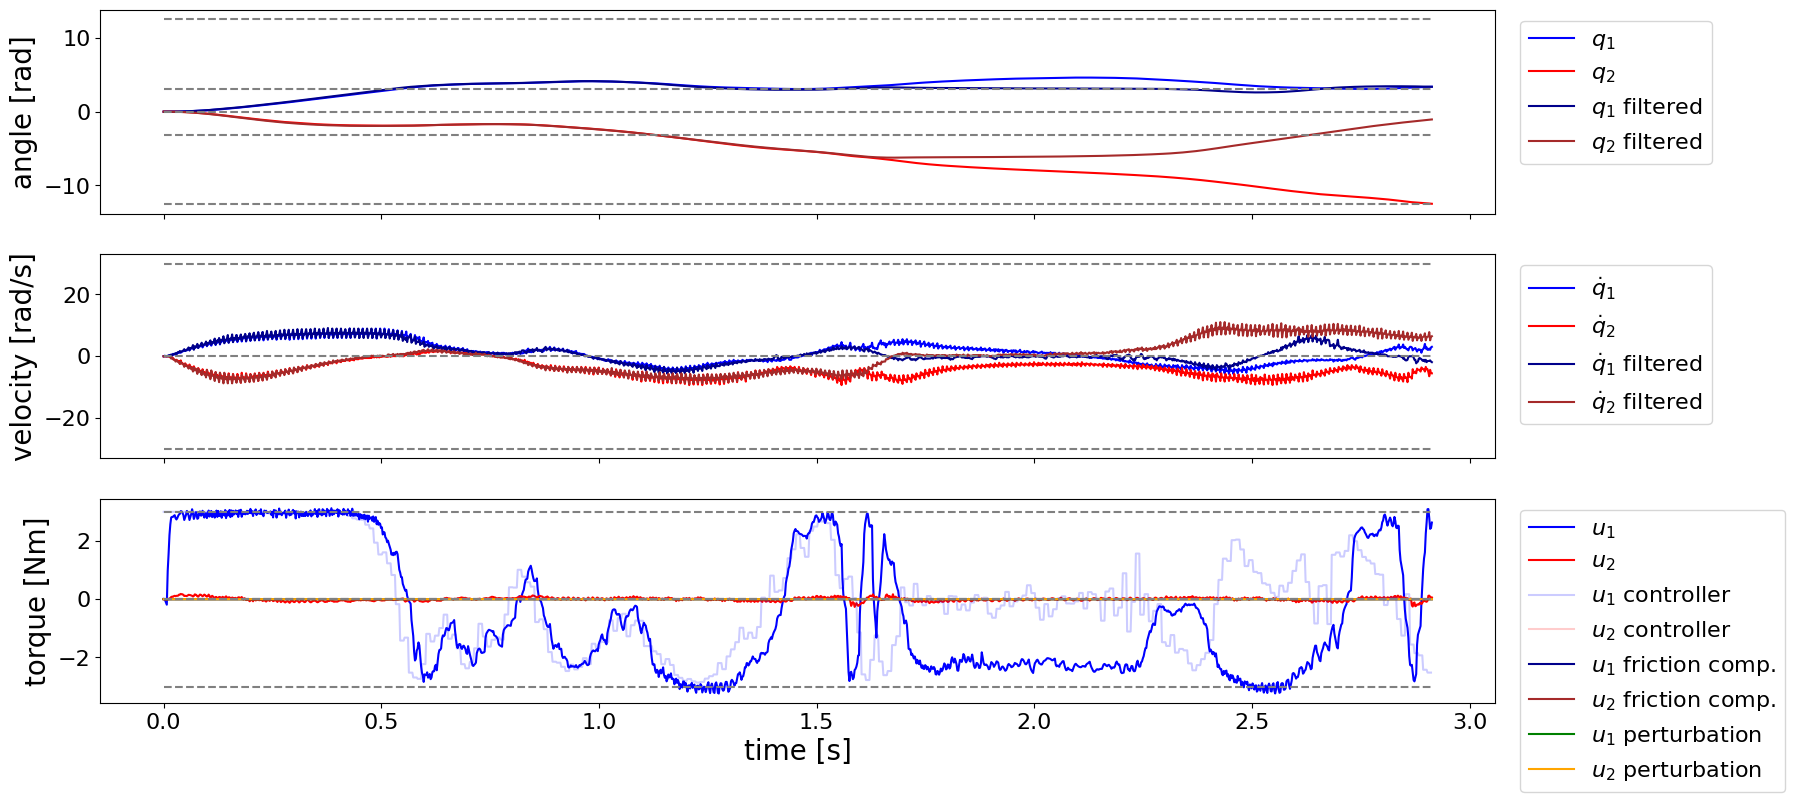 angle [rad]
10
0
−10
q₁
q₂
q₁ filtered
q₂ filtered
velocity [rad/s]
20
0
−20
q̇₁
q̇₂
q̇₁ filtered
q̇₂ filtered
torque [Nm]
2
0
−2
0.0 0.5 1.0 1.5 2.0 2.5 3.0
time [s]
u₁
u₂
u₁ controller
u₂ controller
u₁ friction comp.
u₂ friction comp.
u₁ perturbation
u₂ perturbation